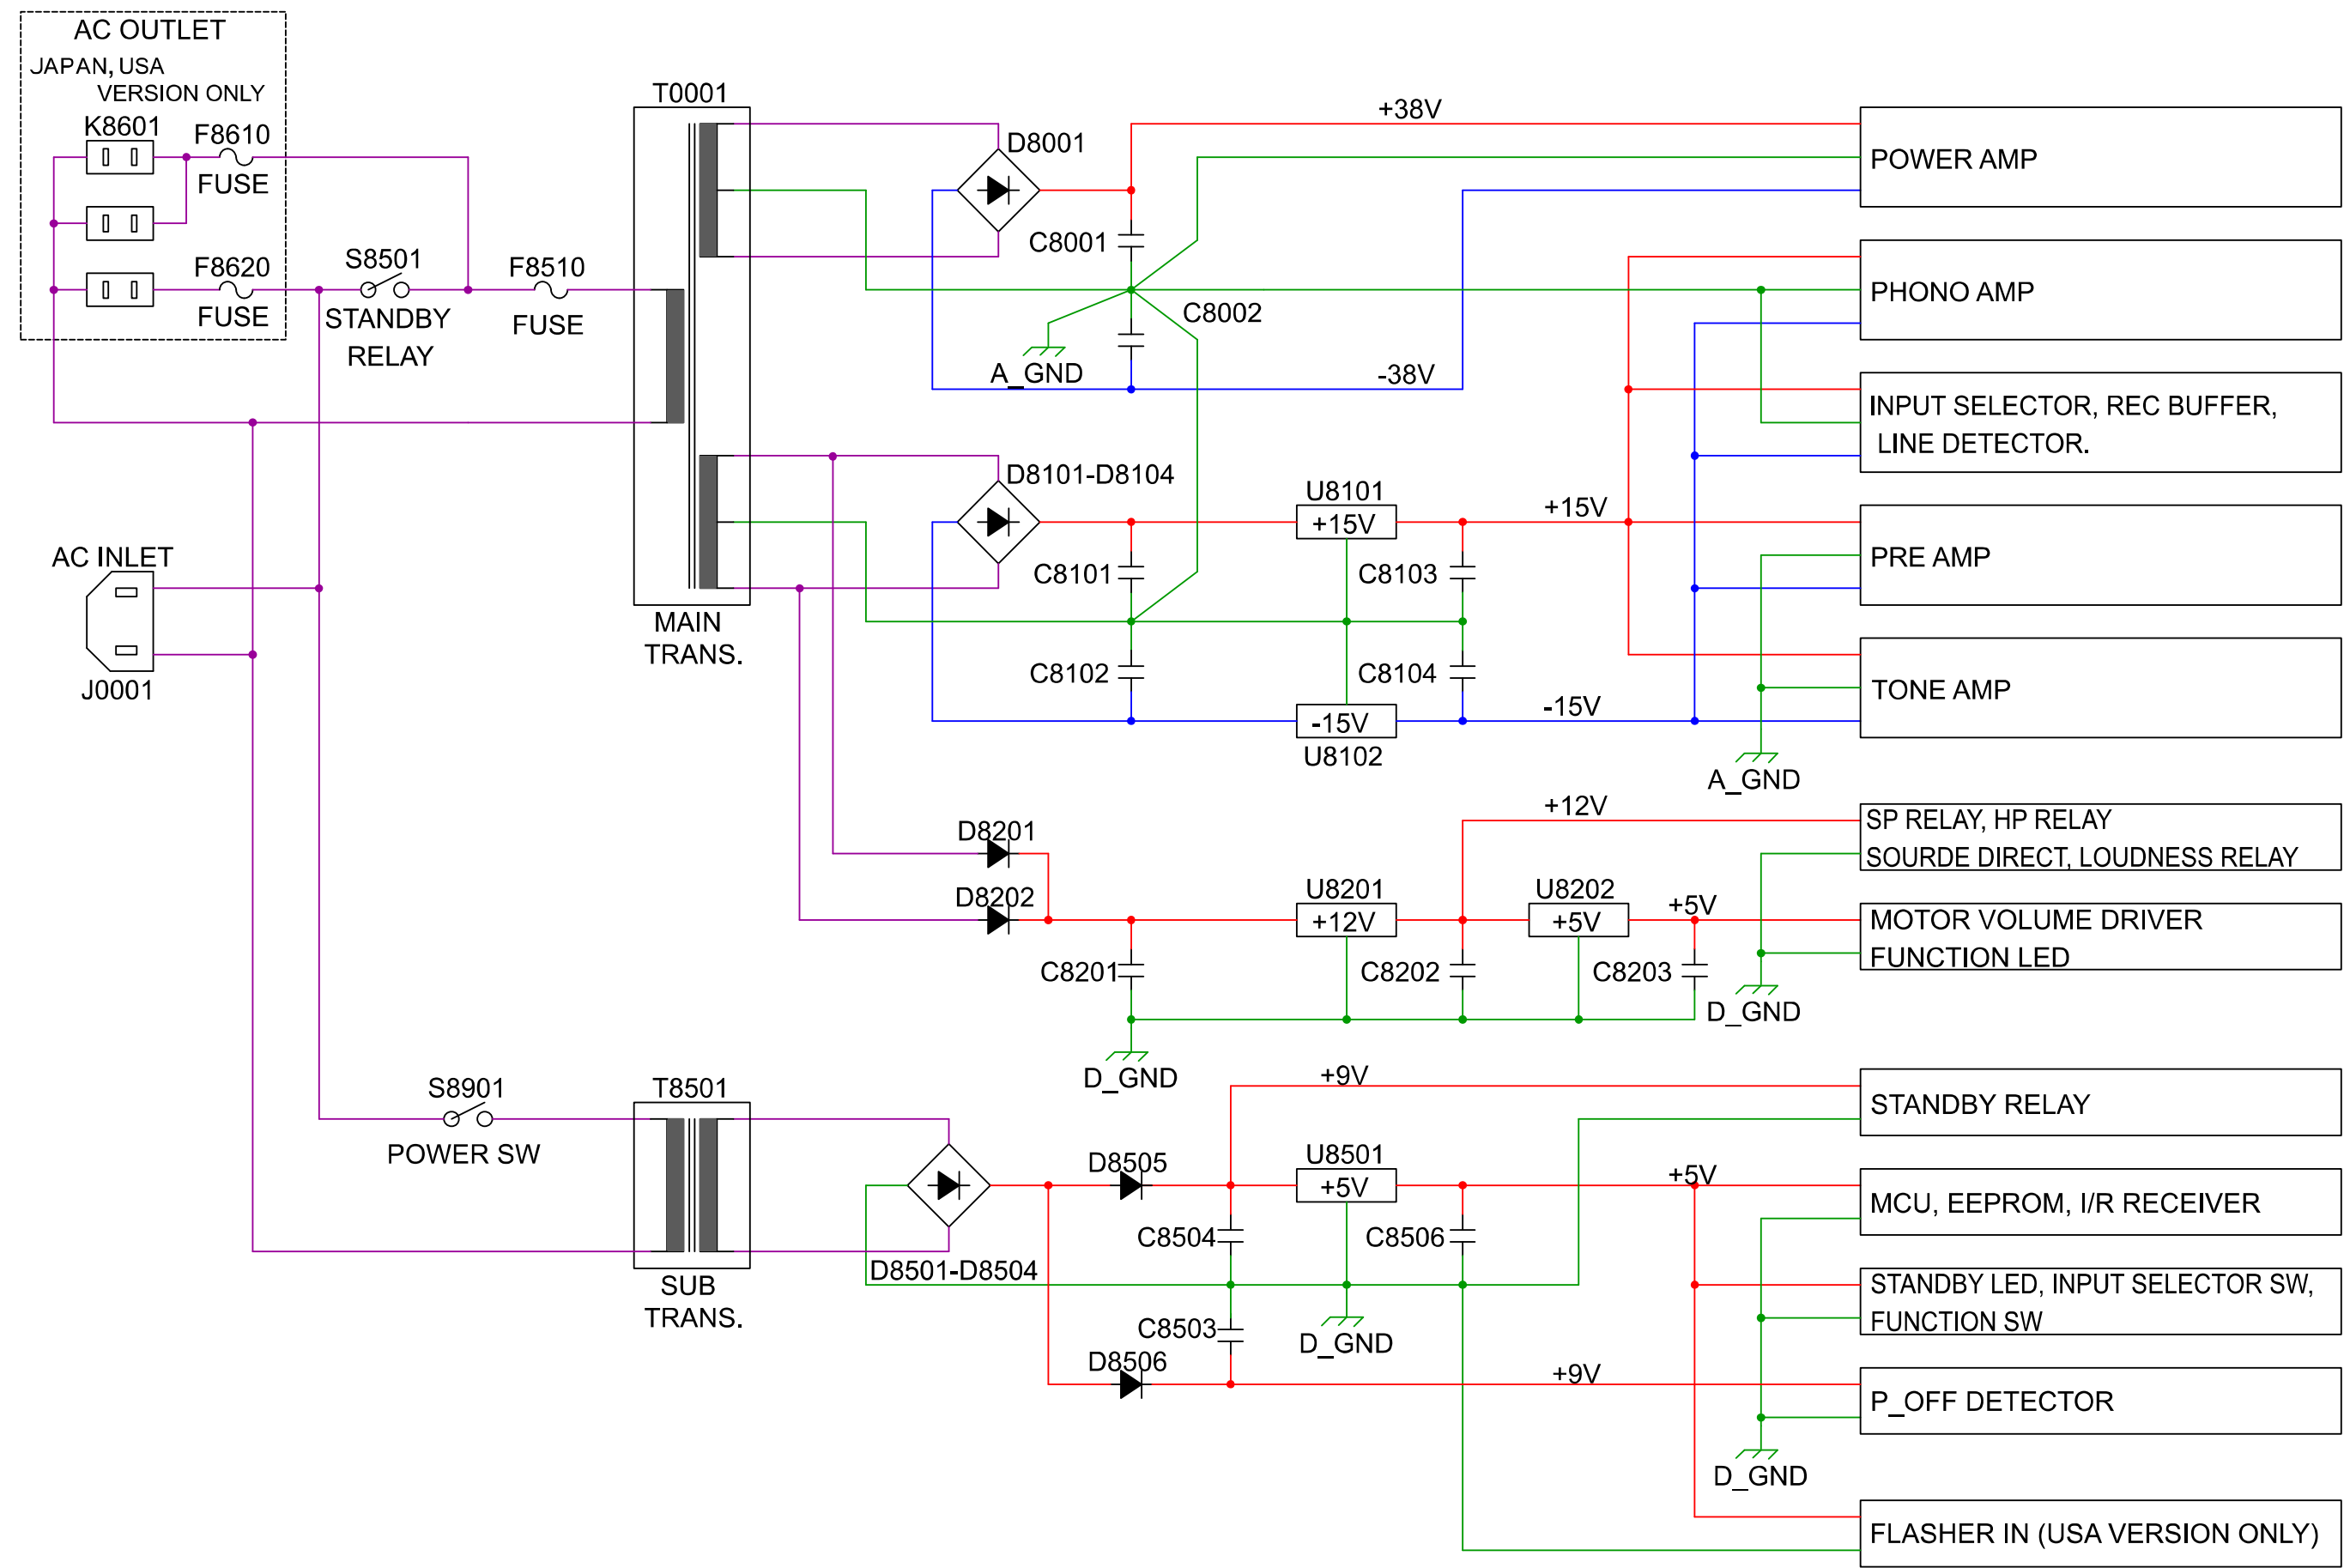 AC OUTLET
JAPAN, USA
VERSION ONLY
K8601
F8610
FUSE
F8620
FUSE
S8501
STANDBY
RELAY
F8510
FUSE
T0001
MAIN
TRANS.
D8001
C8001
C8002
A_GND
+38V
-38V
POWER AMP
PHONO AMP
INPUT SELECTOR, REC BUFFER,
LINE DETECTOR.
D8101-D8104
C8101
C8102
U8101
+15V
C8103
C8104
-15V
U8102
+15V
-15V
PRE AMP
TONE AMP
A_GND
AC INLET
J0001
D8201
D8202
C8201
U8201
+12V
C8202
+12V
U8202
+5V
C8203
+5V
D_GND
D_GND
SP RELAY, HP RELAY
SOURDE DIRECT, LOUDNESS RELAY
MOTOR VOLUME DRIVER
FUNCTION LED
S8901
POWER SW
T8501
SUB
TRANS.
D8501-D8504
D8505
D8506
C8504
C8503
+9V
U8501
+5V
C8506
D_GND
+5V
+9V
STANDBY RELAY
MCU, EEPROM, I/R RECEIVER
STANDBY LED, INPUT SELECTOR SW,
FUNCTION SW
P_OFF DETECTOR
D_GND
FLASHER IN (USA VERSION ONLY)